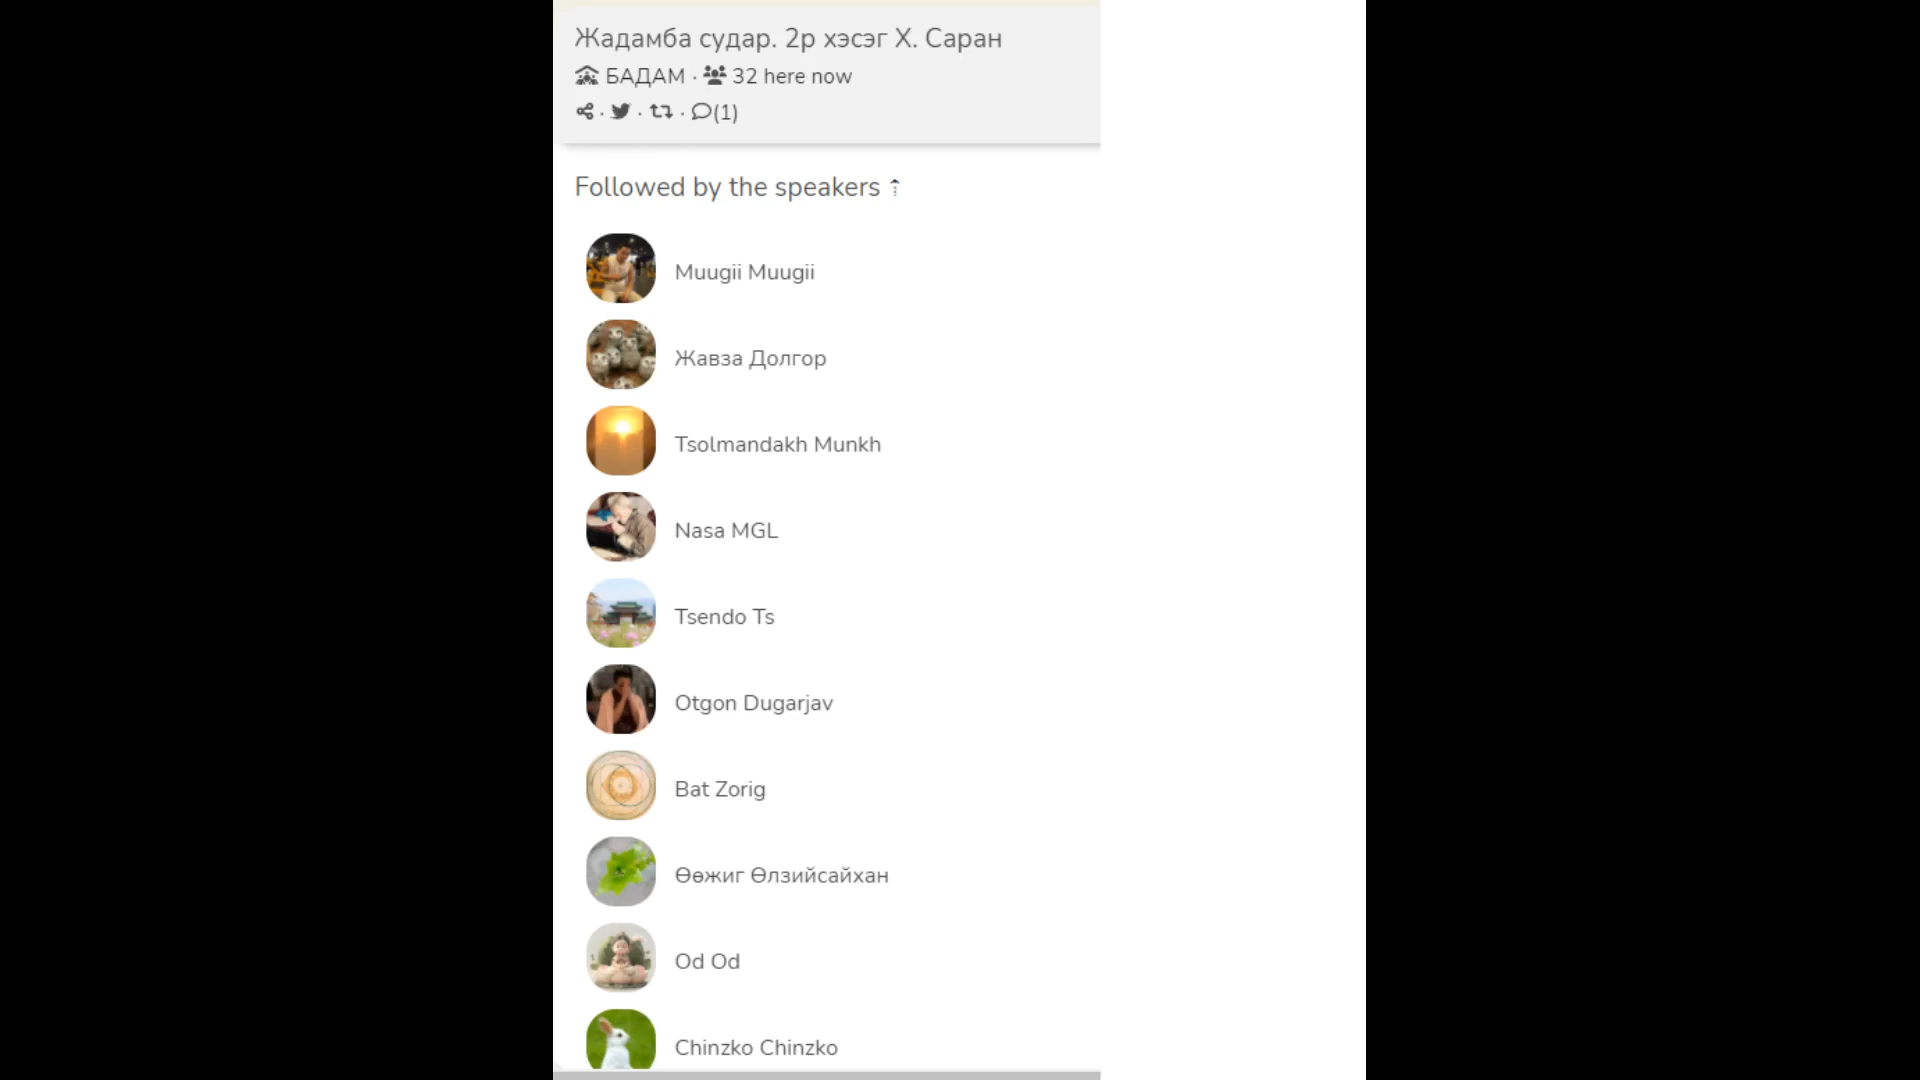 Жадамба судар. 2р хэсэг Х. Саран
БАДАМ · 32 here now
· · · (1)
Followed by the speakers
Muugii Muugii
Жавза Долгор
Tsolmandakh Munkh
Nasa MGL
Tsendo Ts
Otgon Dugarjav
Bat Zorig
Өөжиг Өлзийсайхан
Od Od
Chinzko Chinzko